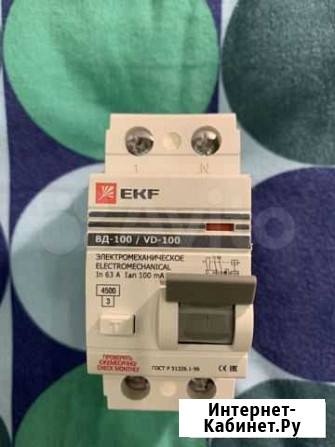 1 N
EKF
ВД-100 / VD-100
ЭЛЕКТРОМЕХАНИЧЕСКОЕ
ELECTROMECHANICAL
In 63 A IΔn 100 mA
4500
3
T
ПРОВЕРЯТЬ
ЕЖЕМЕСЯЧНО
CHECK MONTHLY
ГОСТ Р 51326.1-99
Avito
Интернет-
Кабинет.Ру